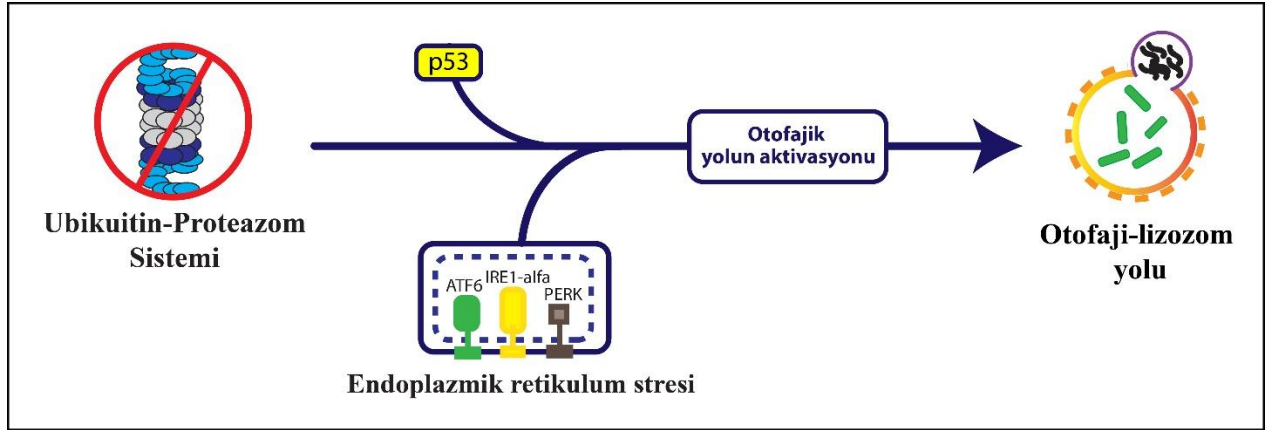 p53
Otofajik
yolun aktivasyonu
Ubikuitin-Proteazom
Sistemi
Otofaji-lizozom
yolu
ATF6
IRE1-alfa
PERK
Endoplazmik retikulum stresi